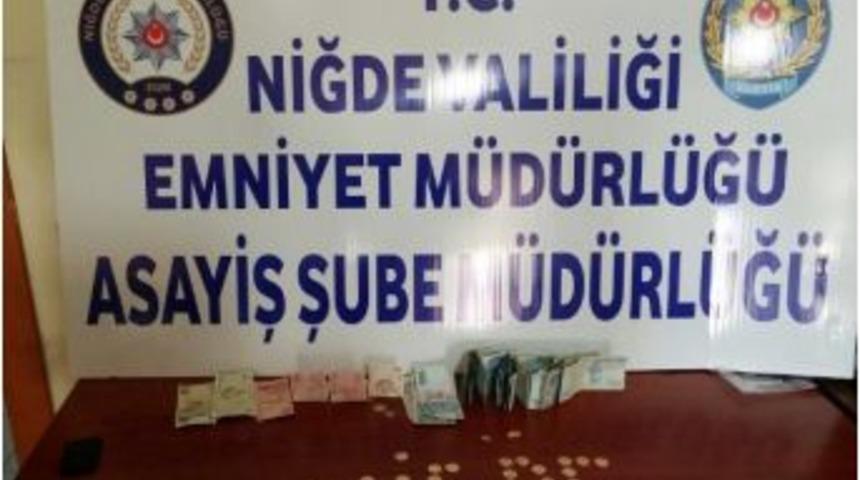 T.C.
NİĞDE VALİLİĞİ
EMNİYET MÜDÜRLÜĞÜ
ASAYİŞ ŞUBE MÜDÜRLÜĞÜ